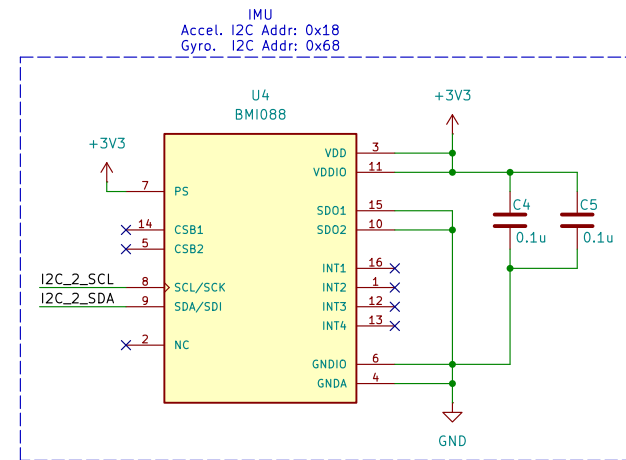 IMU
Accel. I2C Addr: 0x18
Gyro. I2C Addr: 0x68
U4
BMI088
+3V3
+3V3
VDD 3
VDDIO 11
7 PS
SDO1 15
SDO2 10
C4
C5
0.1u
0.1u
14 CSB1
5 CSB2
INT1 16
INT2 1
INT3 12
INT4 13
I2C_2_SCL 8 SCL/SCK
I2C_2_SDA 9 SDA/SDI
2 NC
GNDIO 6
GNDA 4
GND